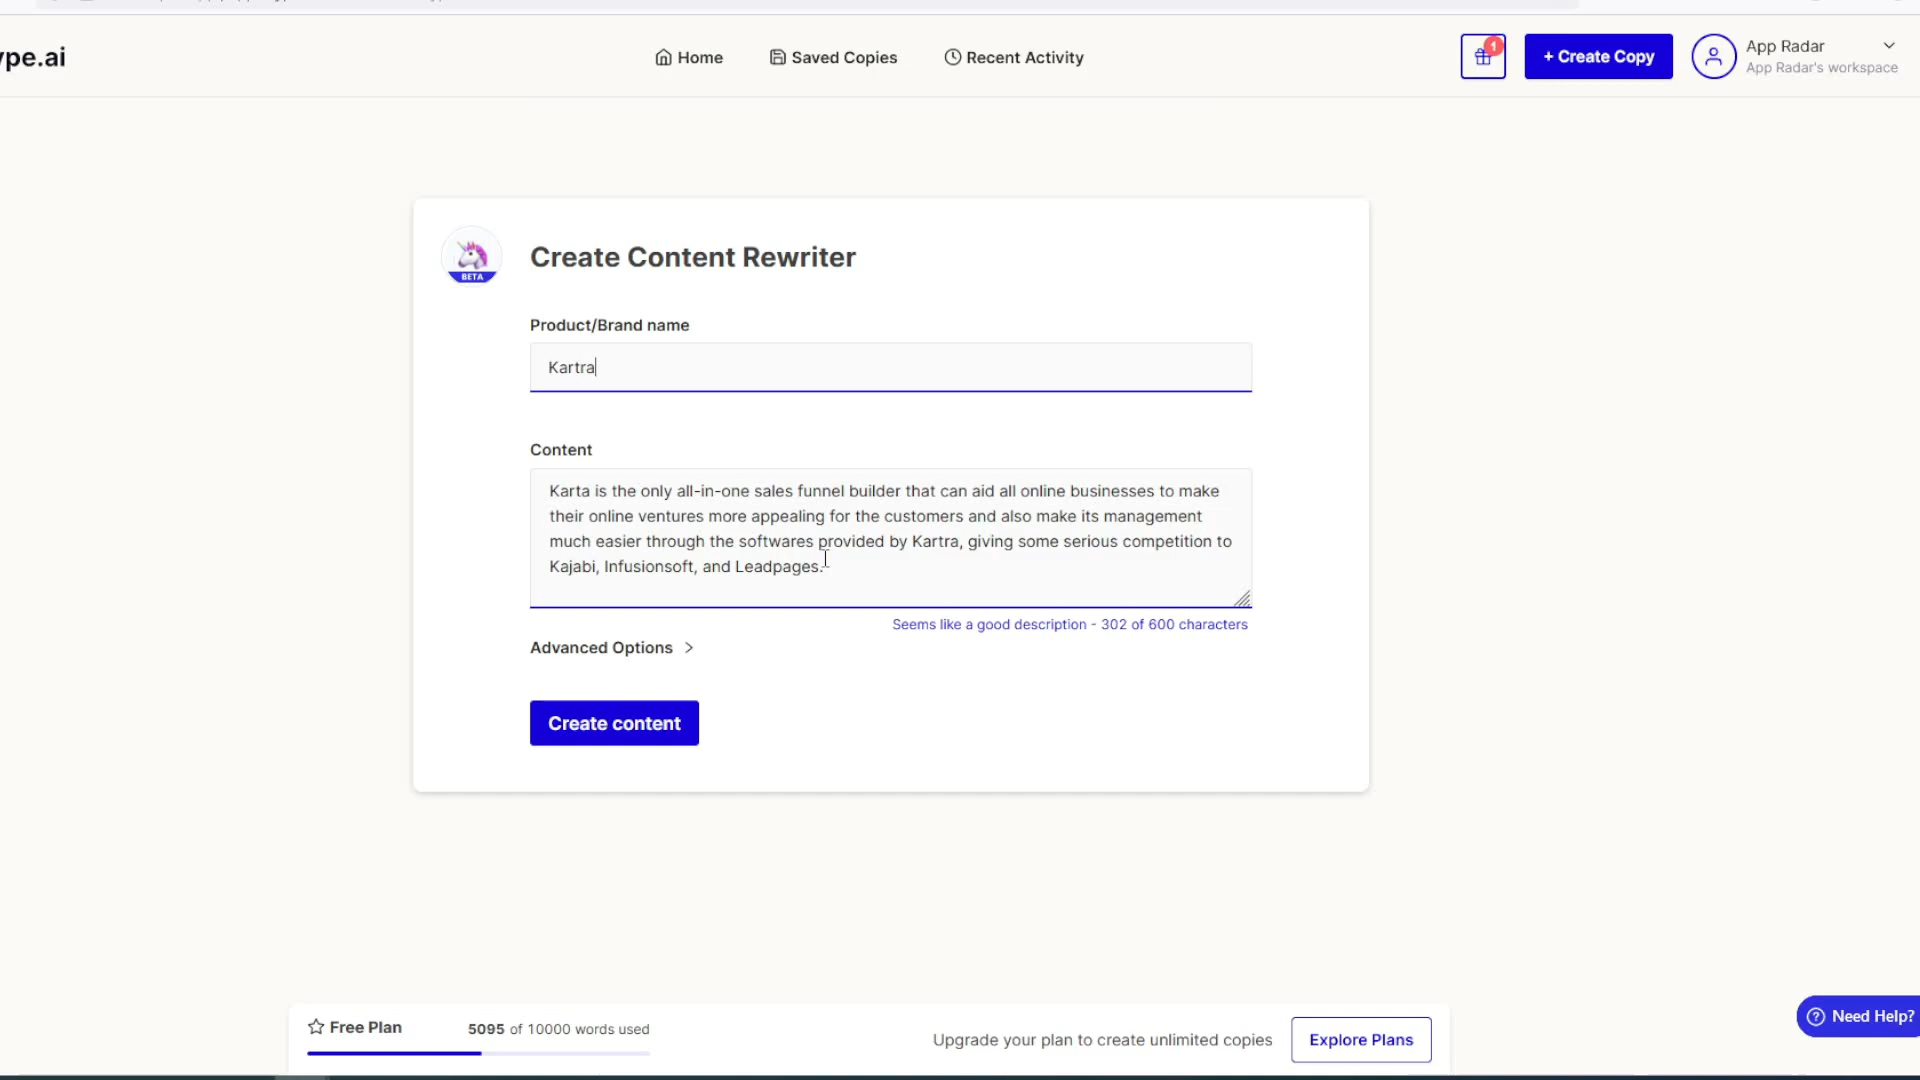 ype.ai
Home
Saved Copies
Recent Activity
1
+ Create Copy
App Radar
App Radar's workspace
BETA
Create Content Rewriter
Product/Brand name
Kartra
Content
Karta is the only all-in-one sales funnel builder that can aid all online businesses to make
their online ventures more appealing for the customers and also make its management
much easier through the softwares provided by Kartra, giving some serious competition to
Kajabi, Infusionsoft, and Leadpages.
Seems like a good description - 302 of 600 characters
Advanced Options
Create content
Free Plan
5095 of 10000 words used
Upgrade your plan to create unlimited copies
Explore Plans
Need Help?